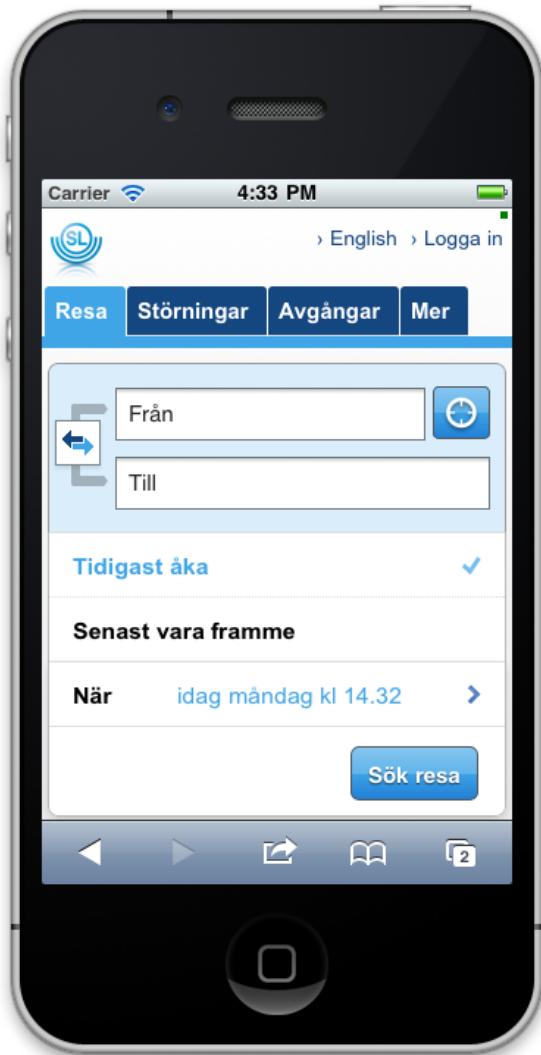 Carrier 4:33 PM
SL › English › Logga in
Resa Störningar Avgångar Mer
Från
Till
Tidigast åka
Senast vara framme
När idag måndag kl 14.32
Sök resa
2